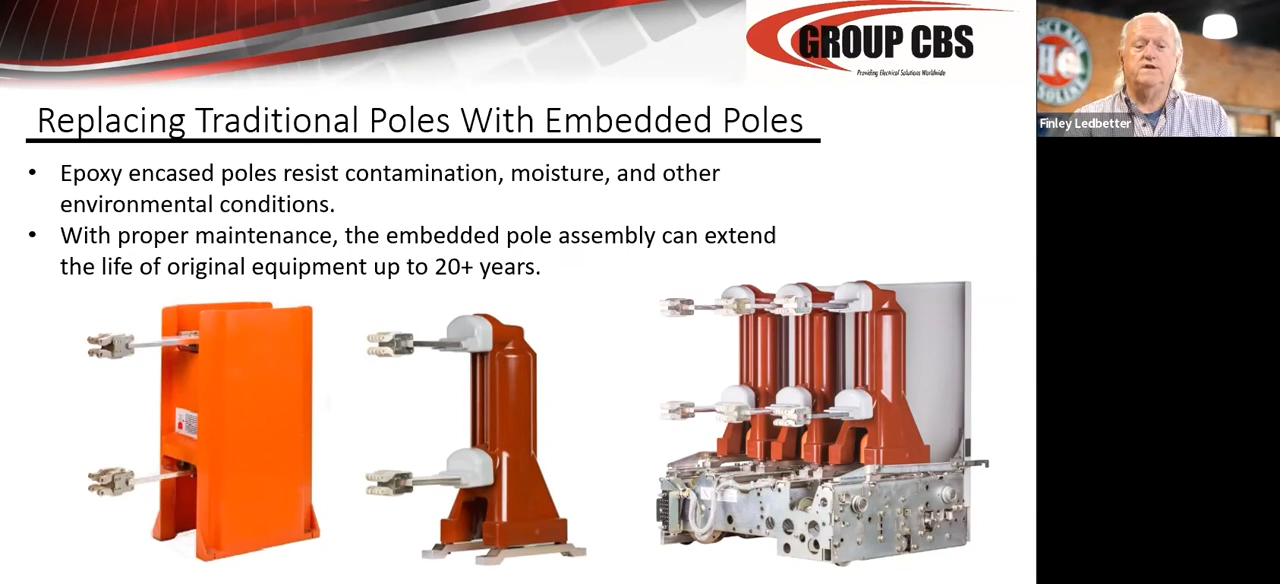 GROUP CBS
Providing Electrical Solutions Worldwide
Replacing Traditional Poles With Embedded Poles
• Epoxy encased poles resist contamination, moisture, and other
environmental conditions.
• With proper maintenance, the embedded pole assembly can extend
the life of original equipment up to 20+ years.
Finley Ledbetter